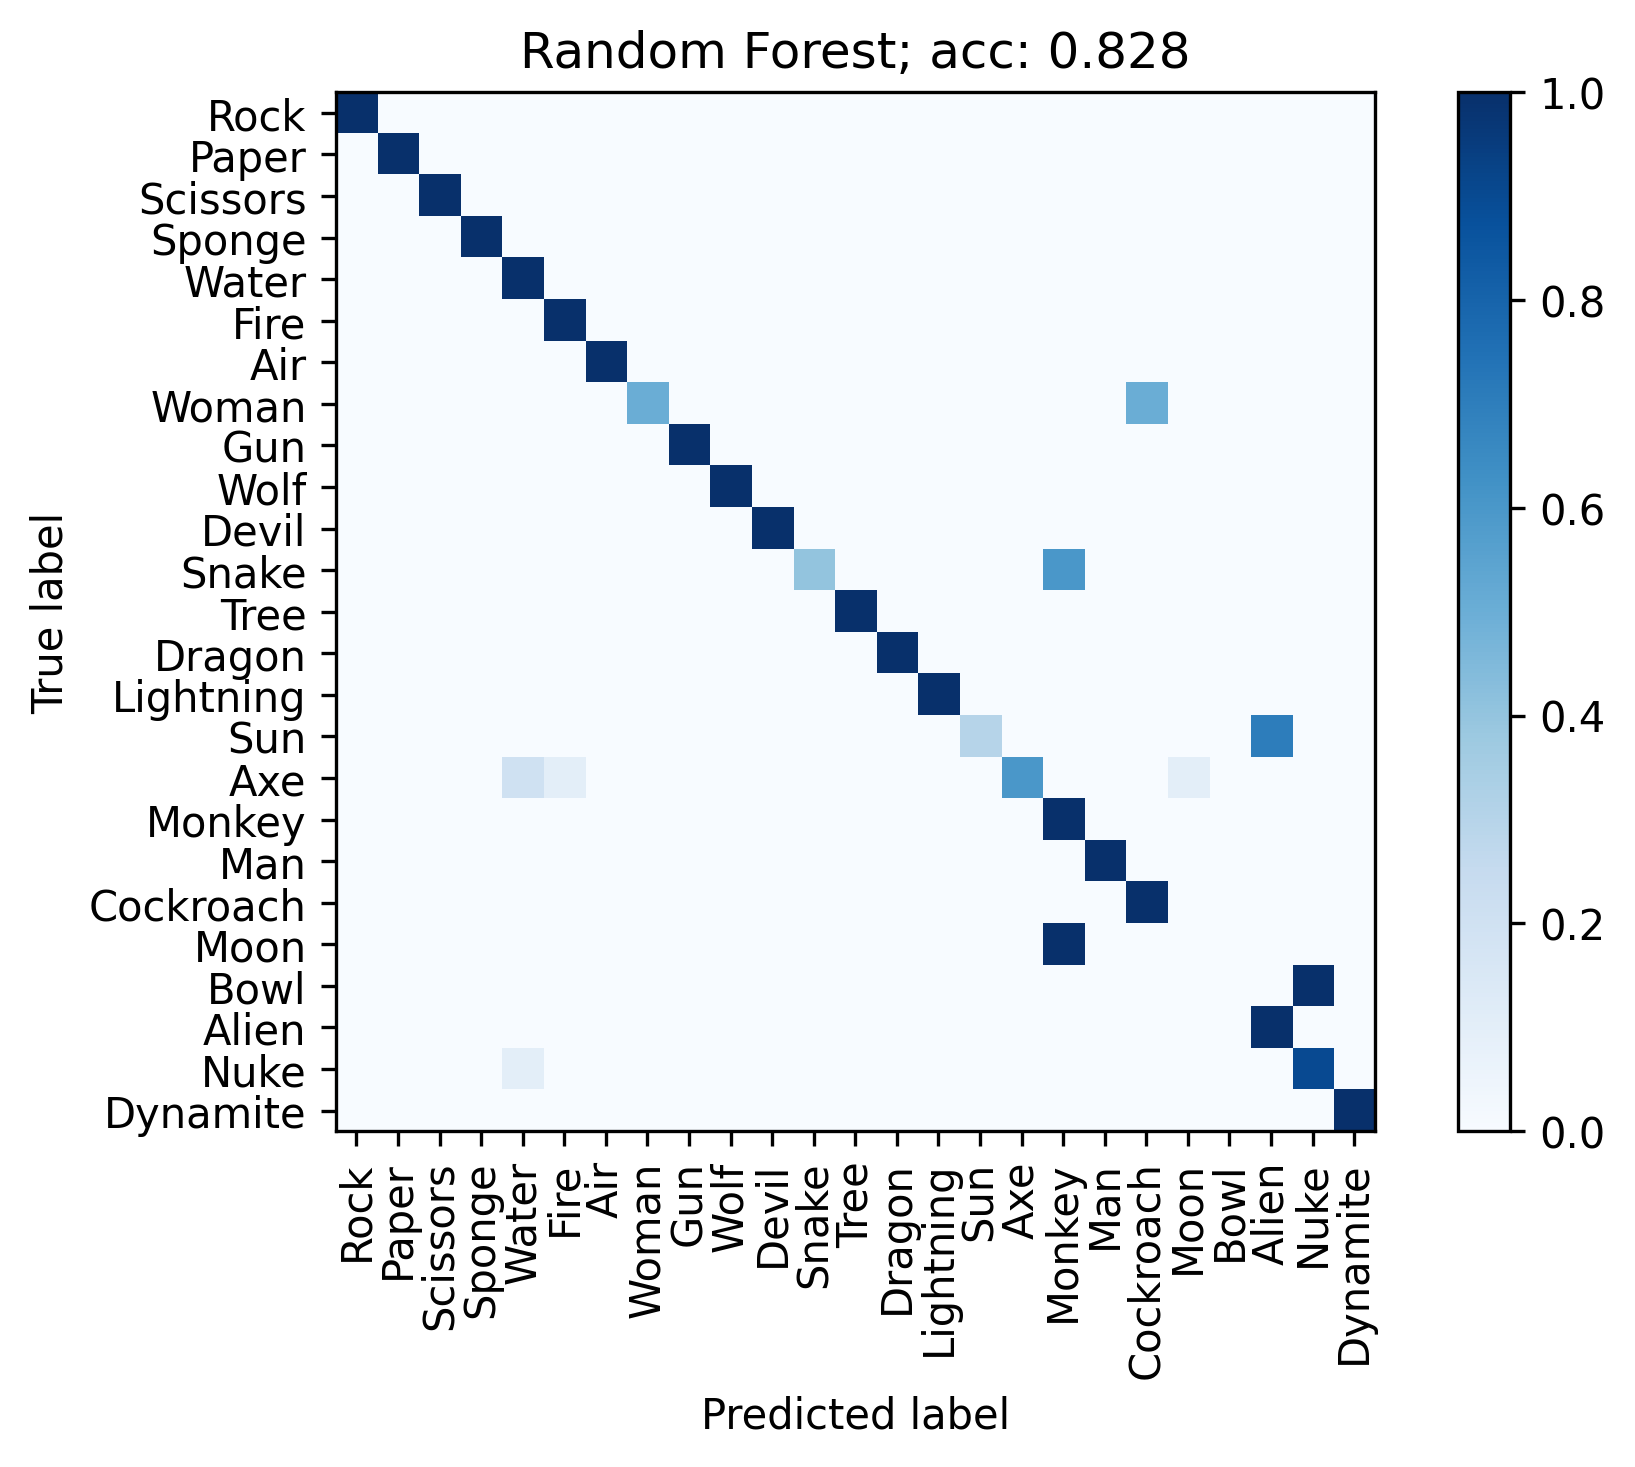 Random Forest; acc: 0.828
True label
Rock
Paper
Scissors
Sponge
Water
Fire
Air
Woman
Gun
Wolf
Devil
Snake
Tree
Dragon
Lightning
Sun
Axe
Monkey
Man
Cockroach
Moon
Bowl
Alien
Nuke
Dynamite
Rock
Paper
Scissors
Sponge
Water
Fire
Air
Woman
Gun
Wolf
Devil
Snake
Tree
Dragon
Lightning
Sun
Axe
Monkey
Man
Cockroach
Moon
Bowl
Alien
Nuke
Dynamite
Predicted label
1.0
0.8
0.6
0.4
0.2
0.0